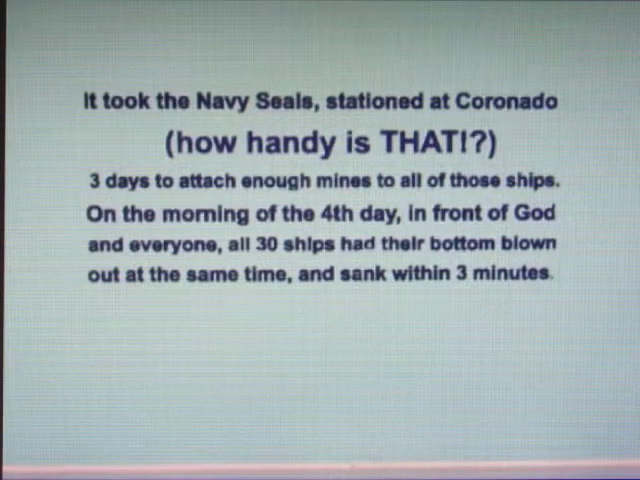 It took the Navy Seals, stationed at Coronado
(how handy is THAT!?)
3 days to attach enough mines to all of those ships.
On the morning of the 4th day, in front of God
and everyone, all 30 ships had their bottom blown
out at the same time, and sank within 3 minutes.